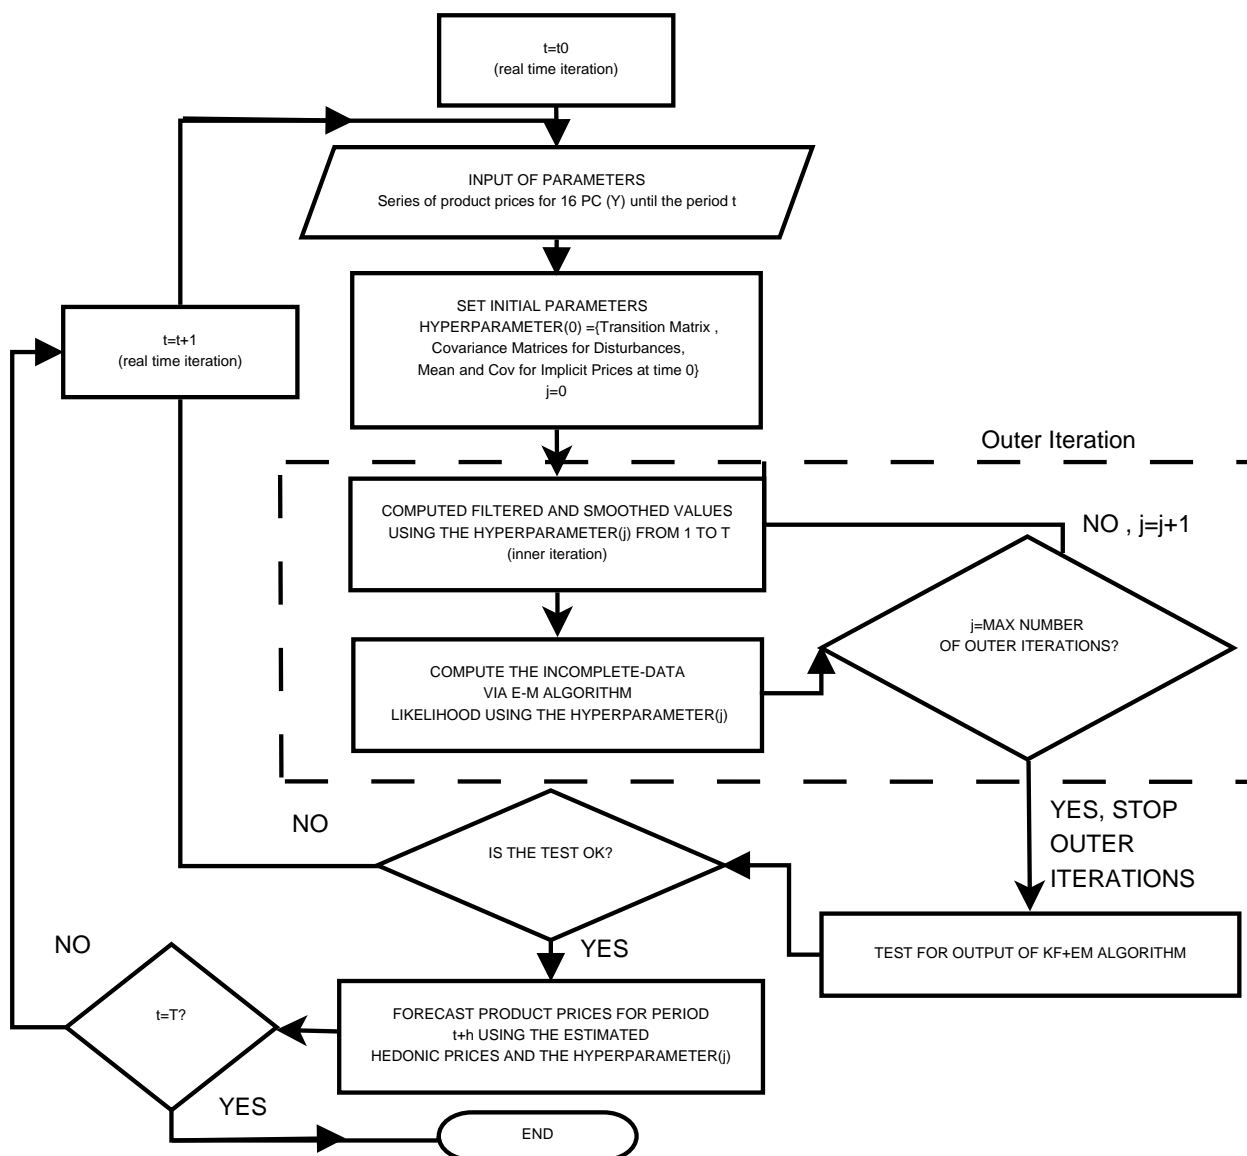 t=t0
(real time iteration)
INPUT OF PARAMETERS
Series of product prices for 16 PC (Y) until the period t
SET INITIAL PARAMETERS
HYPERPARAMETER(0) ={Transition Matrix ,
Covariance Matrices for Disturbances,
Mean and Cov for Implicit Prices at time 0}
j=0
t=t+1
(real time iteration)
Outer Iteration
COMPUTED FILTERED AND SMOOTHED VALUES
USING THE HYPERPARAMETER(j) FROM 1 TO T
(inner iteration)
NO , j=j+1
j=MAX NUMBER
OF OUTER ITERATIONS?
COMPUTE THE INCOMPLETE-DATA
VIA E-M ALGORITHM
LIKELIHOOD USING THE HYPERPARAMETER(j)
YES, STOP
OUTER
ITERATIONS
NO
IS THE TEST OK?
TEST FOR OUTPUT OF KF+EM ALGORITHM
YES
NO
t=T?
FORECAST PRODUCT PRICES FOR PERIOD
t+h USING THE ESTIMATED
HEDONIC PRICES AND THE HYPERPARAMETER(j)
YES
END